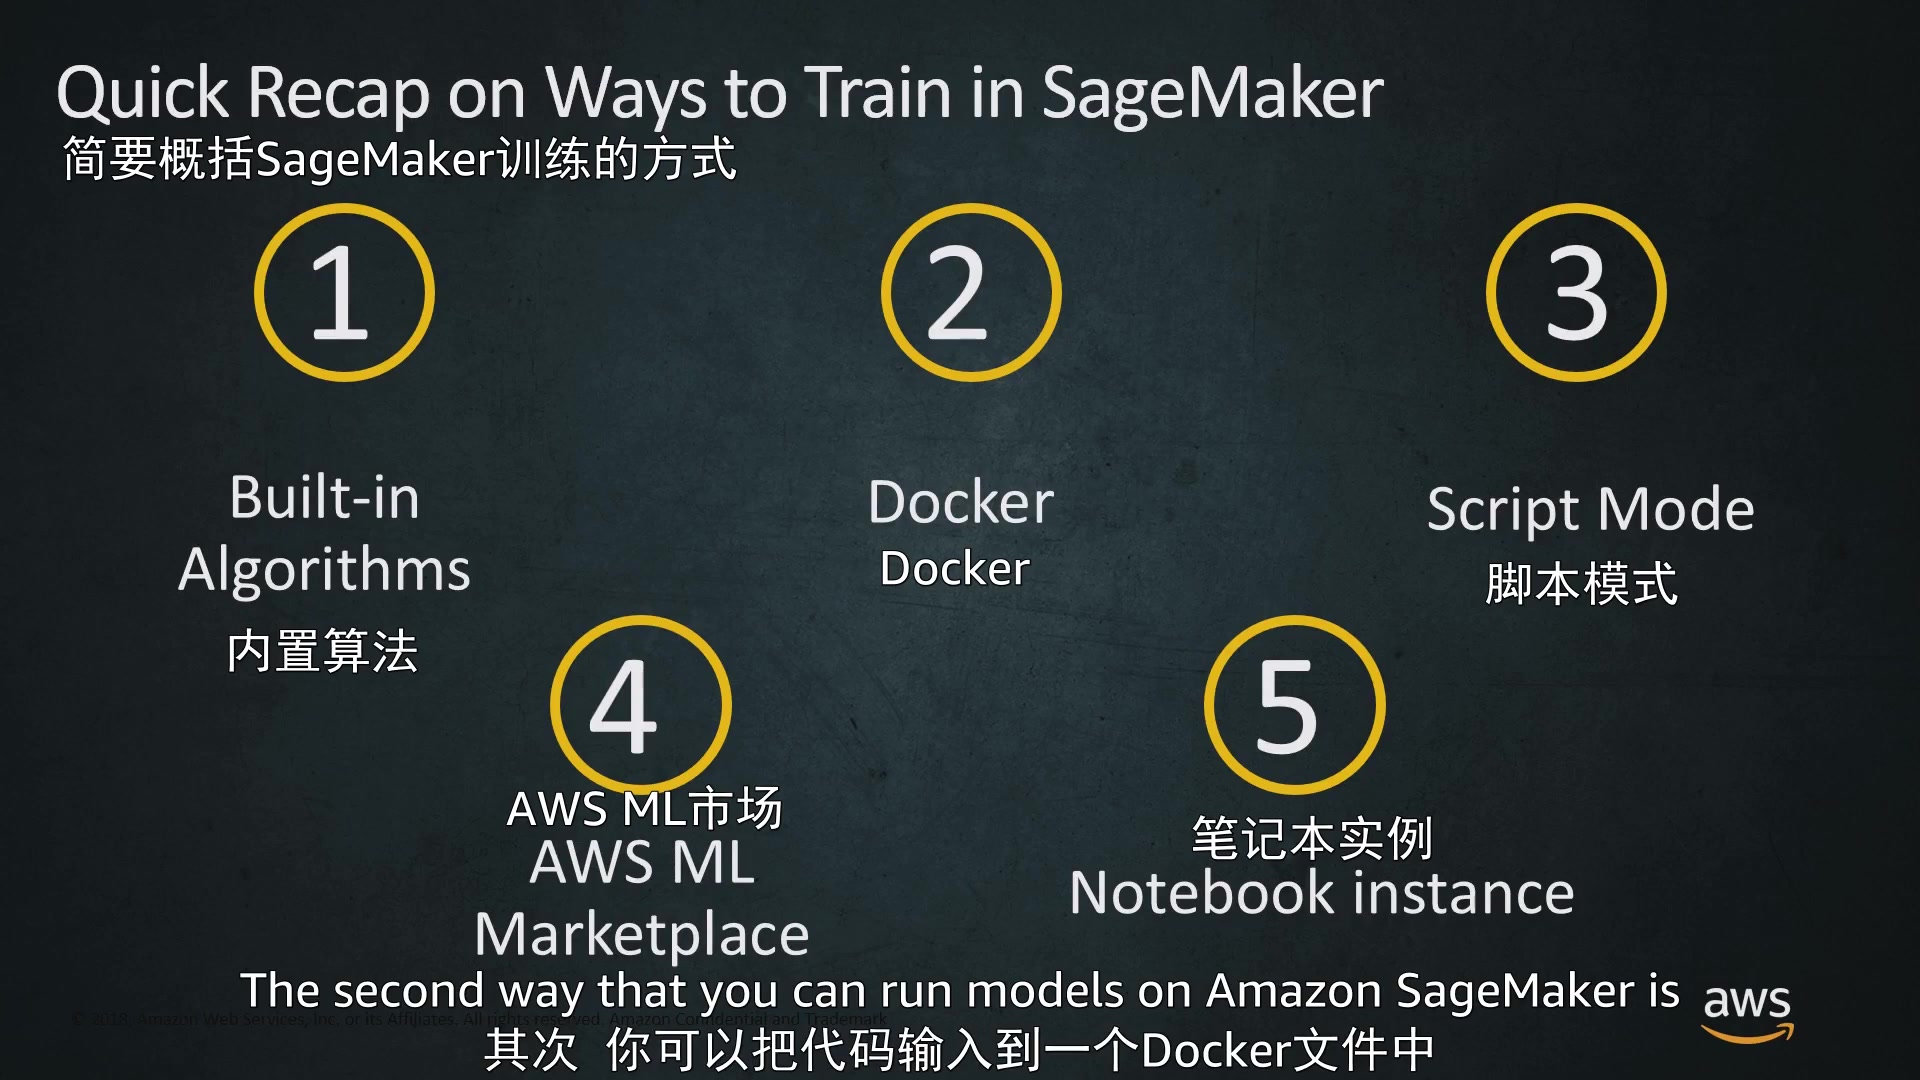 Quick Recap on Ways to Train in SageMaker
简要概括SageMaker训练的方式
1
2
3
Built-in
Algorithms
内置算法
Docker
Docker
Script Mode
脚本模式
4
5
AWS ML市场
AWS ML
Marketplace
笔记本实例
Notebook instance
The second way that you can run models on Amazon SageMaker is
© 2018, Amazon Web Services, Inc. or its Affiliates. All rights reserved. Amazon Confidential and Trademark
其次 你可以把代码输入到一个Docker文件中
aws